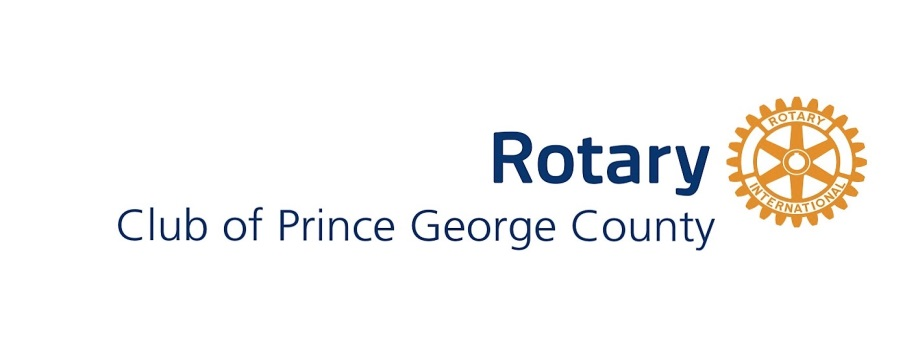 Rotary
Club of Prince George County
ROTARY
INTERNATIONAL